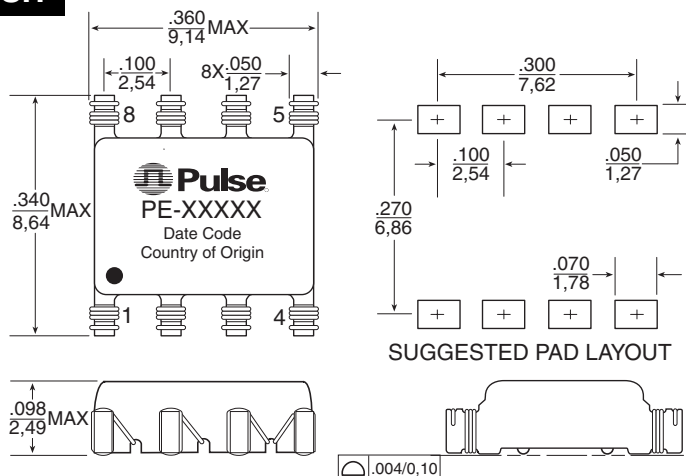 .360
9,14 MAX
.100
2,54
8X .050
1,27
8
5
Pulse
PE-XXXXX
Date Code
Country of Origin
.340
8,64 MAX
1
4
.098
2,49 MAX
.300
7,62
.100
2,54
.050
1,27
.270
6,86
.070
1,78
SUGGESTED PAD LAYOUT
.004/0,10